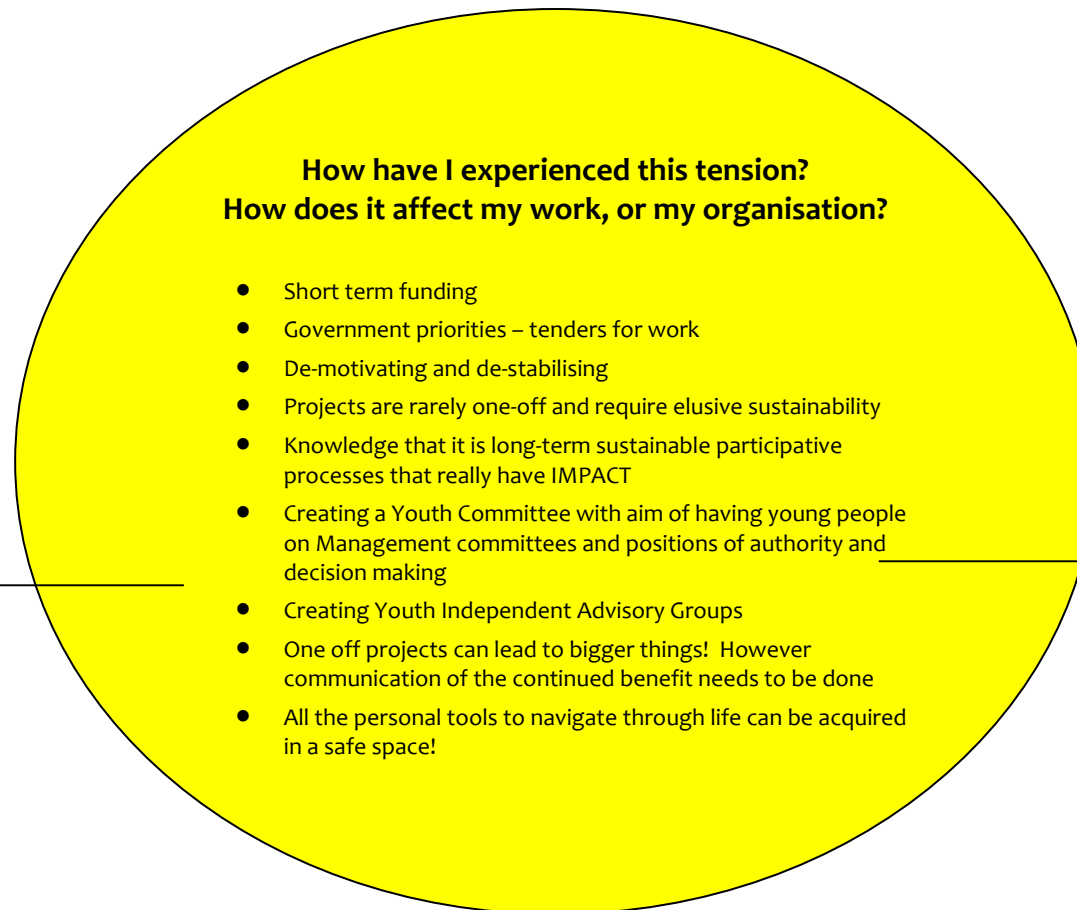 How have I experienced this tension?
How does it affect my work, or my organisation?
● Short term funding
● Government priorities – tenders for work
● De-motivating and de-stabilising
● Projects are rarely one-off and require elusive sustainability
● Knowledge that it is long-term sustainable participative
processes that really have IMPACT
● Creating a Youth Committee with aim of having young people
on Management committees and positions of authority and
decision making
● Creating Youth Independent Advisory Groups
● One off projects can lead to bigger things!  However
communication of the continued benefit needs to be done
● All the personal tools to navigate through life can be acquired
in a safe space!